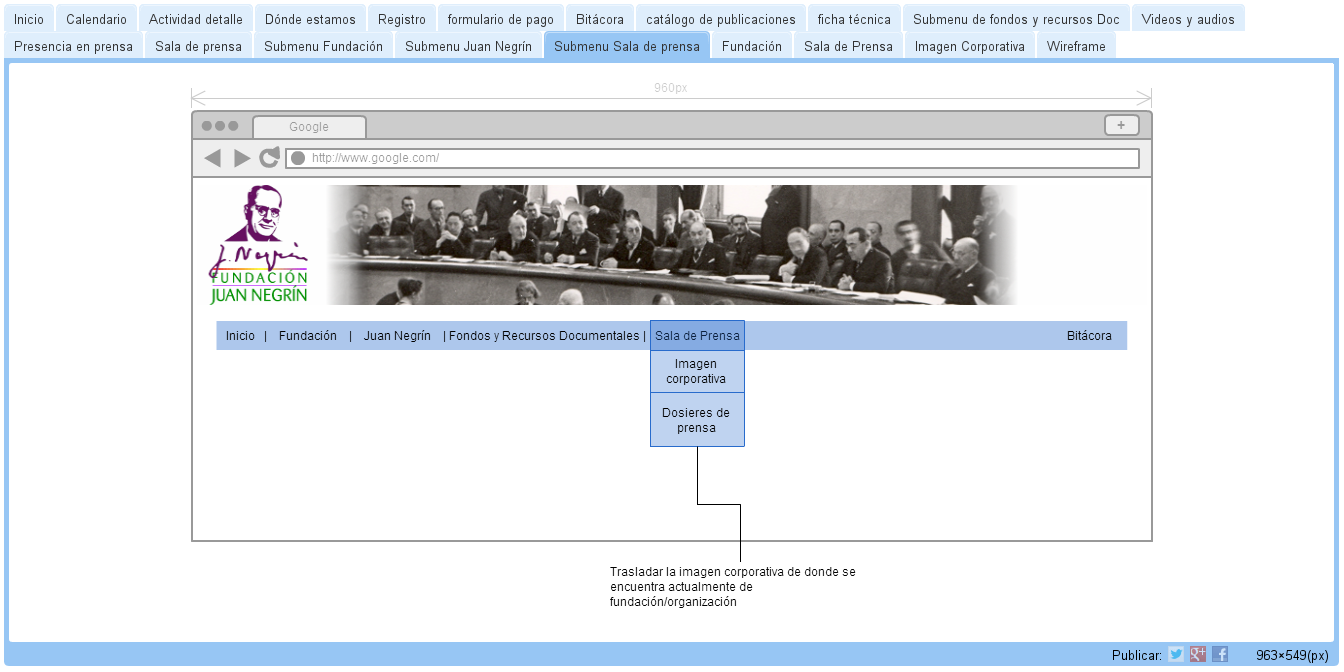 Inicio Calendario Actividad detalle Dónde estamos Registro formulario de pago Bitácora catálogo de publicaciones ficha técnica Submenu de fondos y recursos Doc Videos y audios
Presencia en prensa Sala de prensa Submenu Fundación Submenu Juan Negrín Submenu Sala de prensa Fundación Sala de Prensa Imagen Corporativa Wireframe
960px
Google +
http://www.google.com/
J. Negrín
FUNDACIÓN
JUAN NEGRÍN
Inicio | Fundación | Juan Negrín | Fondos y Recursos Documentales | Sala de Prensa Bitácora
Imagen
corporativa
Dosieres de
prensa
Trasladar la imagen corporativa de donde se
encuentra actualmente de
fundación/organización
Publicar: 963×549(px)